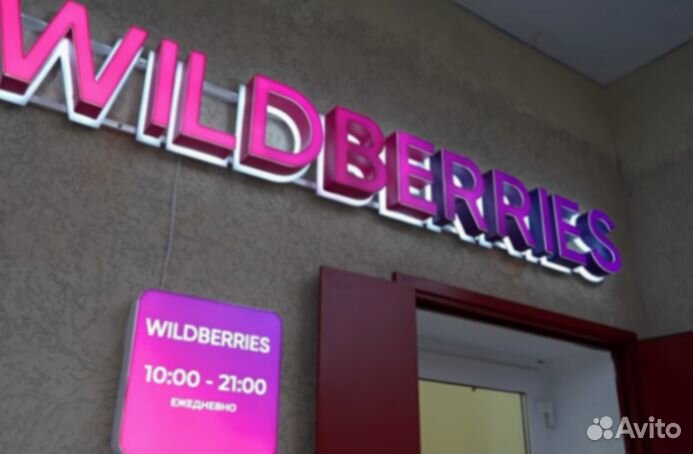 WILDBERRIES
WILDBERRIES
10:00 - 21:00
ЕЖЕДНЕВНО
Avito